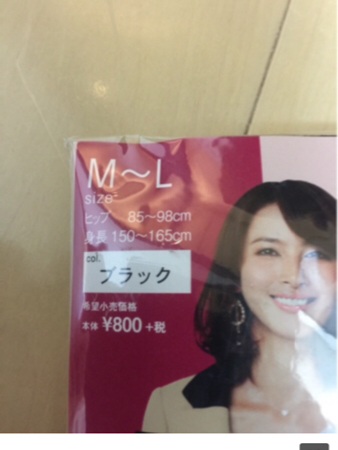 M～L
size
ヒップ 85～98cm
身長 150～165cm
col.
ブラック
希望小売価格
本体 ¥800+税